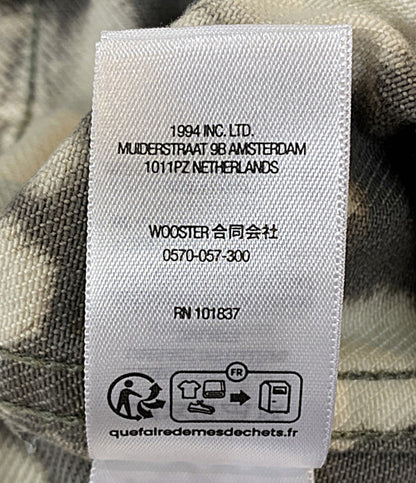 1994 INC. LTD.
MUIDERSTRAAT 9B AMSTERDAM
1011PZ NETHERLANDS
WOOSTER 合同会社
0570-057-300
RN 101837
FR
quefairedemesdechets.fr